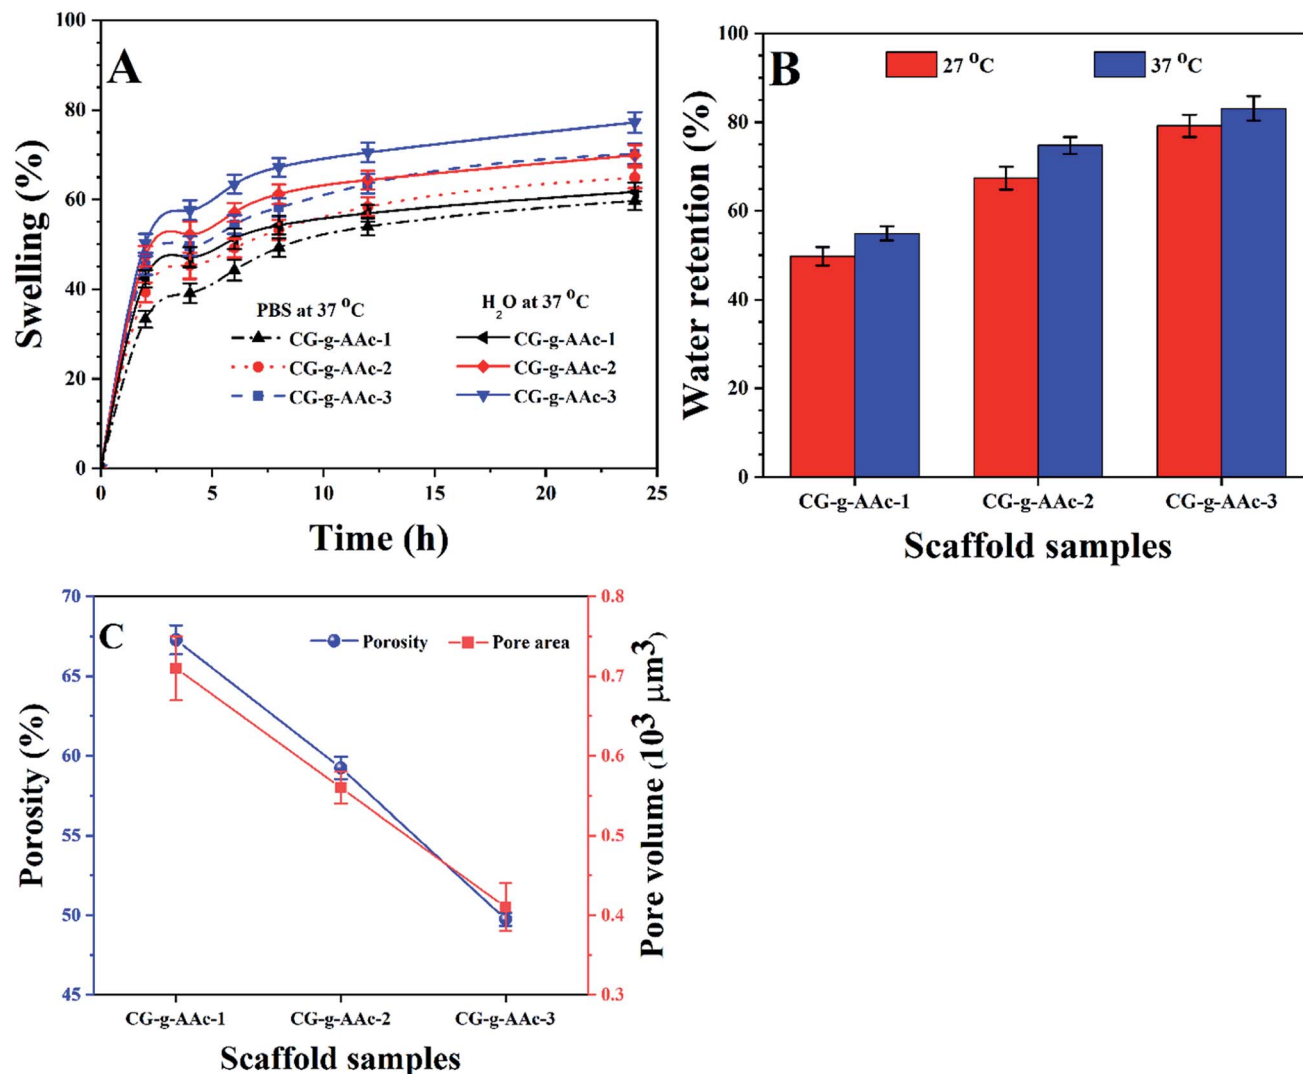 A
Swelling (%)
100
80
60
40
20
0
PBS at 37 °C
H2O at 37 °C
CG-g-AAc-1
CG-g-AAc-1
CG-g-AAc-2
CG-g-AAc-2
CG-g-AAc-3
CG-g-AAc-3
0 5 10 15 20 25
Time (h)
B
27 °C
37 °C
Water retention (%)
100
80
60
40
20
0
CG-g-AAc-1 CG-g-AAc-2 CG-g-AAc-3
Scaffold samples
C
Porosity
Pore area
Porosity (%)
70
65
60
55
50
45
0.8
0.7
0.6
0.5
0.4
0.3
Pore volume (10³ µm³)
CG-g-AAc-1 CG-g-AAc-2 CG-g-AAc-3
Scaffold samples